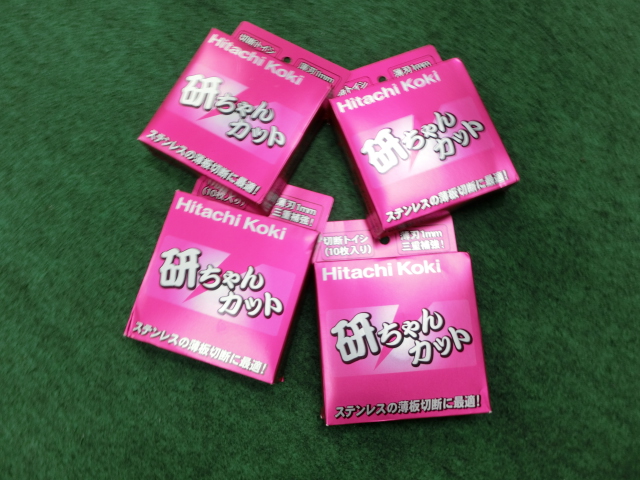 切断トイシ
薄刃1mm
Hitachi Koki
研ちゃん
カット
ステンレスの薄板切断に最適!
トイシ
薄刃1mm
Hitachi Koki
研ちゃん
カット
ステンレスの薄板切断に最適!
(10枚入り)
薄刃1mm
三重補強!
Hitachi Koki
研ちゃん
カット
ステンレスの薄板切断に最適!
切断トイシ
(10枚入り)
薄刃1mm
三重補強!
Hitachi Koki
研ちゃん
カット
ステンレスの薄板切断に最適!